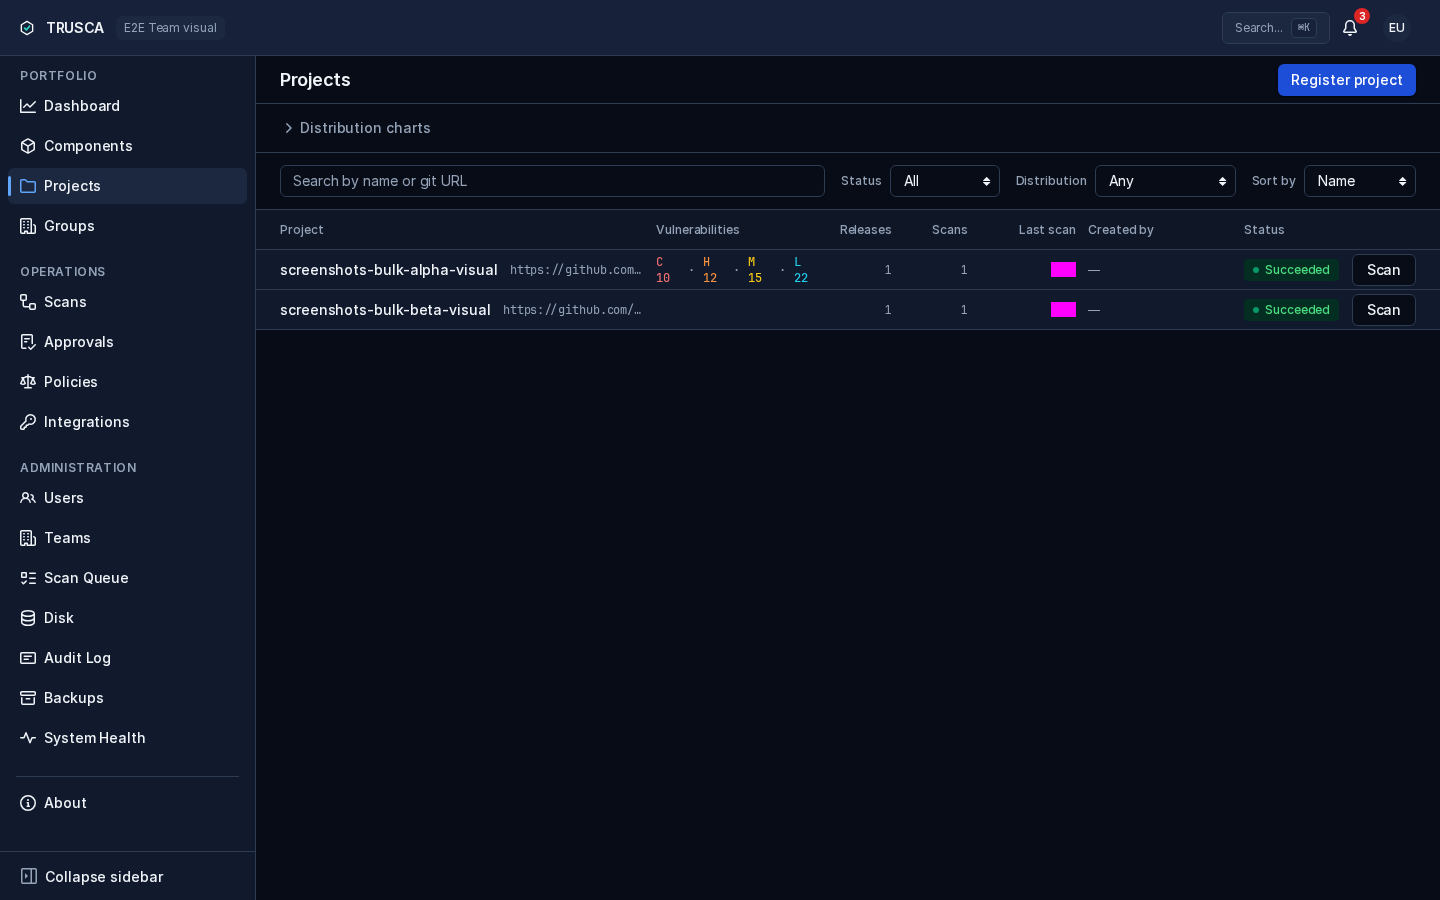 TRUSCA
E2E Team visual
Search...
⌘K
3
EU
PORTFOLIO
Dashboard
Components
Projects
Groups
OPERATIONS
Scans
Approvals
Policies
Integrations
ADMINISTRATION
Users
Teams
Scan Queue
Disk
Audit Log
Backups
System Health
About
Collapse sidebar
Projects
Register project
Distribution charts
Search by name or git URL
Status
All
Distribution
Any
Sort by
Name
Project Vulnerabilities Releases Scans Last scan Created by Status
screenshots-bulk-alpha-visual https://github.com… C 10 · H 12 · M 15 · L 22 1 1 — Succeeded Scan
screenshots-bulk-beta-visual https://github.com/… 1 1 — Succeeded Scan